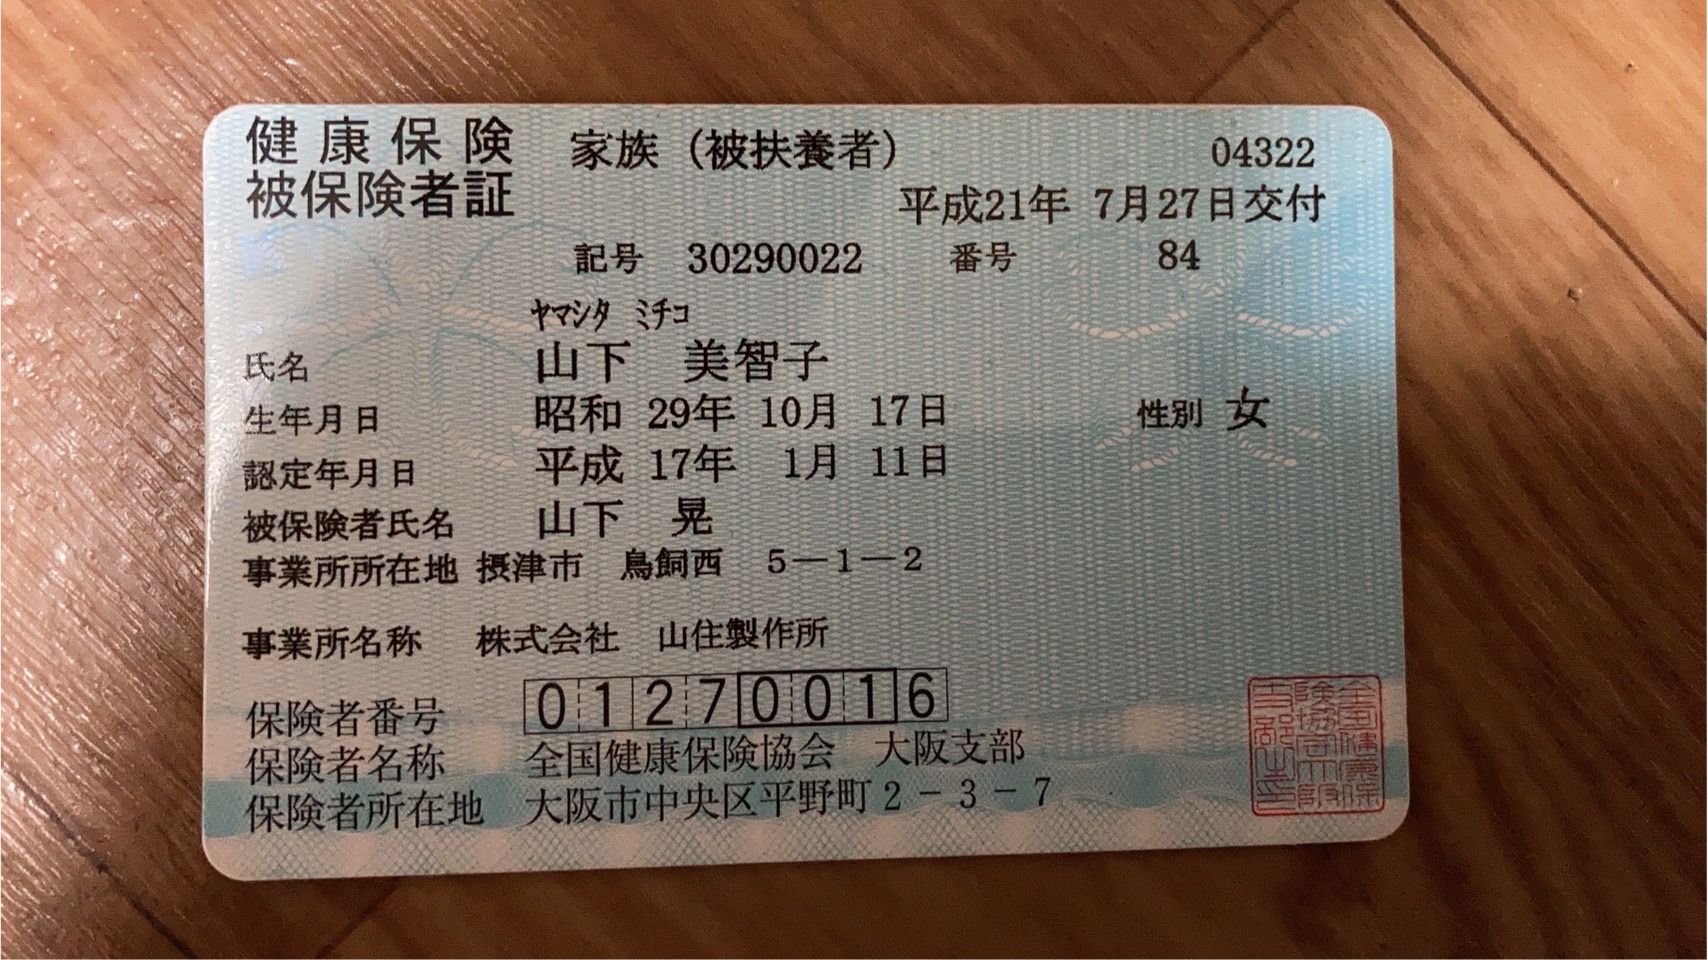 健康保険 家族（被扶養者） 04322
被保険者証 平成21年 7月27日交付
記号 30290022 番号 84
ﾔﾏｼﾀ ﾐﾁｺ
氏名 山下 美智子
生年月日 昭和 29年 10月 17日 性別 女
認定年月日 平成 17年 1月 11日
被保険者氏名 山下 晃
事業所所在地 摂津市 鳥飼西 5－1－2
事業所名称 株式会社 山住製作所
保険者番号 01270016
保険者名称 全国健康保険協会 大阪支部
保険者所在地 大阪市中央区平野町2－3－7